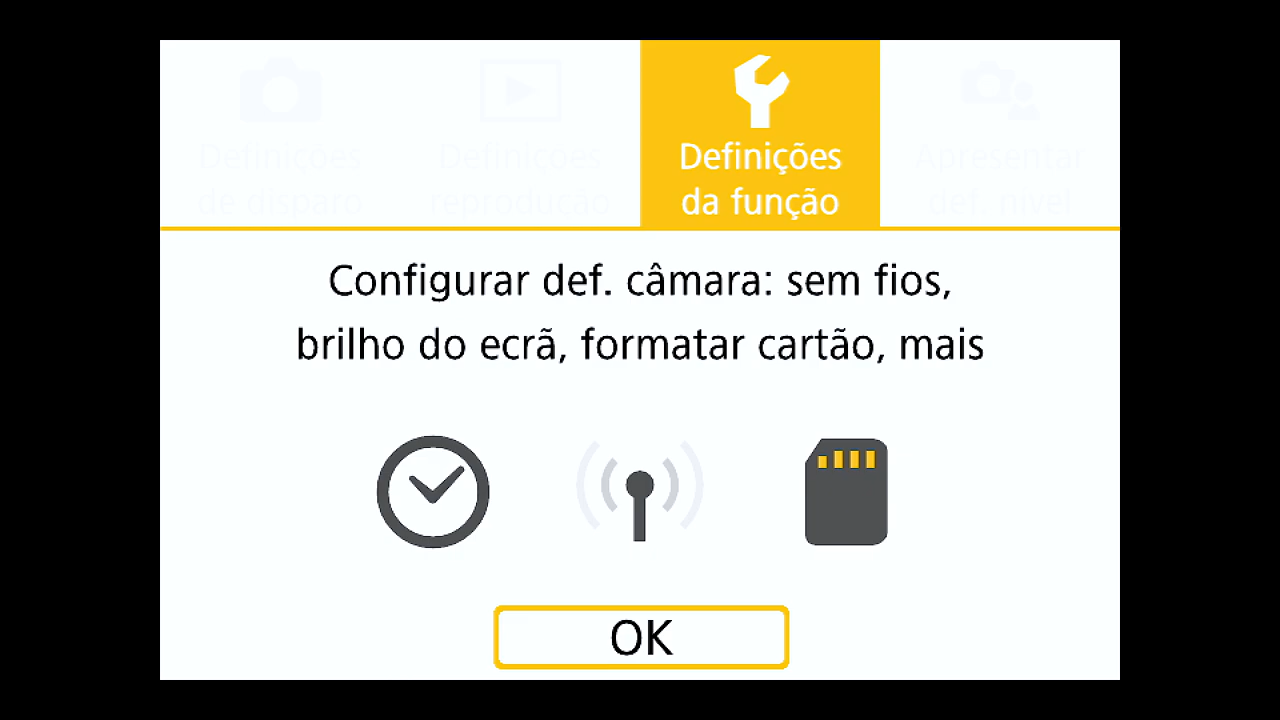 Definições
de disparo
Definições
reprodução
Definições
da função
Apresentar
def. nível
Configurar def. câmara: sem fios,
brilho do ecrã, formatar cartão, mais
OK